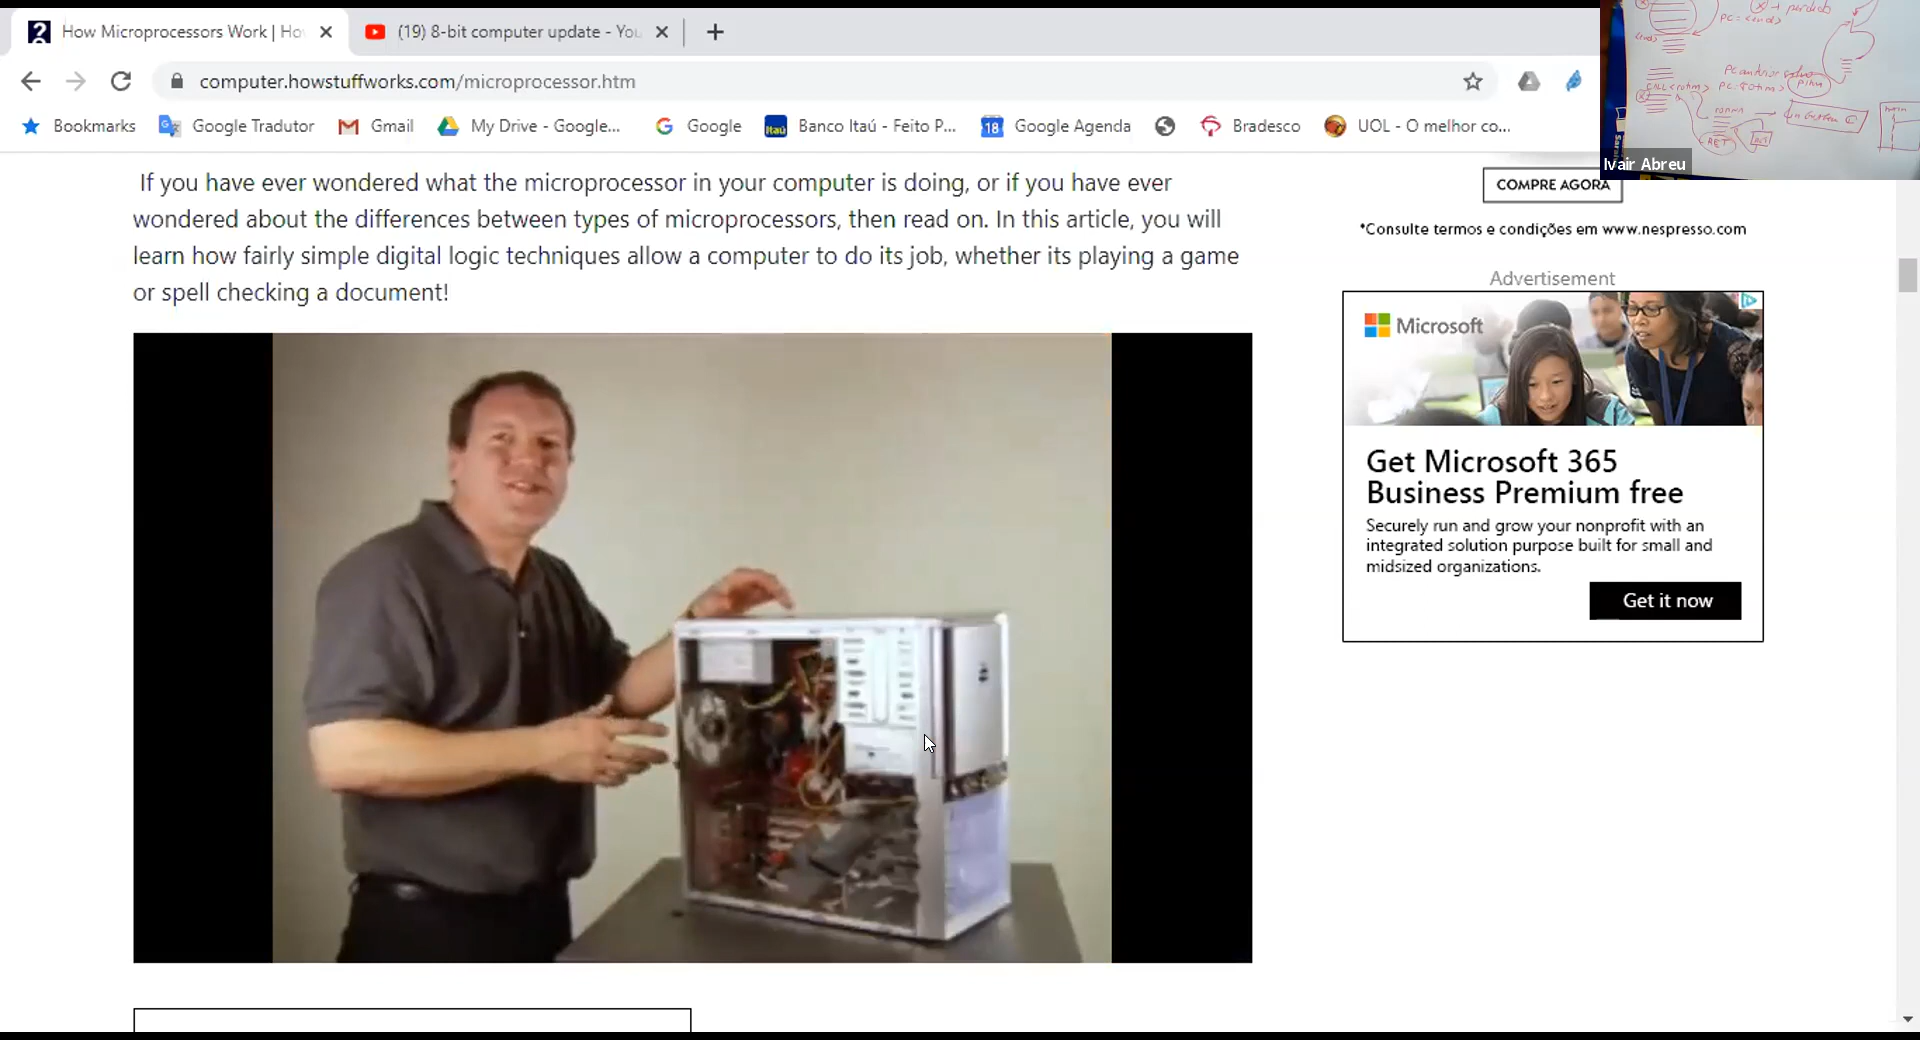 How Microprocessors Work | Ho
(19) 8-bit computer update - You
computer.howstuffworks.com/microprocessor.htm
Bookmarks
Google Tradutor
Gmail
My Drive - Google...
Google
Itaú
Banco Itaú - Feito P...
18
Google Agenda
Bradesco
UOL - O melhor co...
PC
CALL
RET
Ivair Abreu
If you have ever wondered what the microprocessor in your computer is doing, or if you have ever
wondered about the differences between types of microprocessors, then read on. In this article, you will
learn how fairly simple digital logic techniques allow a computer to do its job, whether its playing a game
or spell checking a document!
COMPRE AGORA
*Consulte termos e condições em www.nespresso.com
Advertisement
Microsoft
Get Microsoft 365
Business Premium free
Securely run and grow your nonprofit with an
integrated solution purpose built for small and
midsized organizations.
Get it now